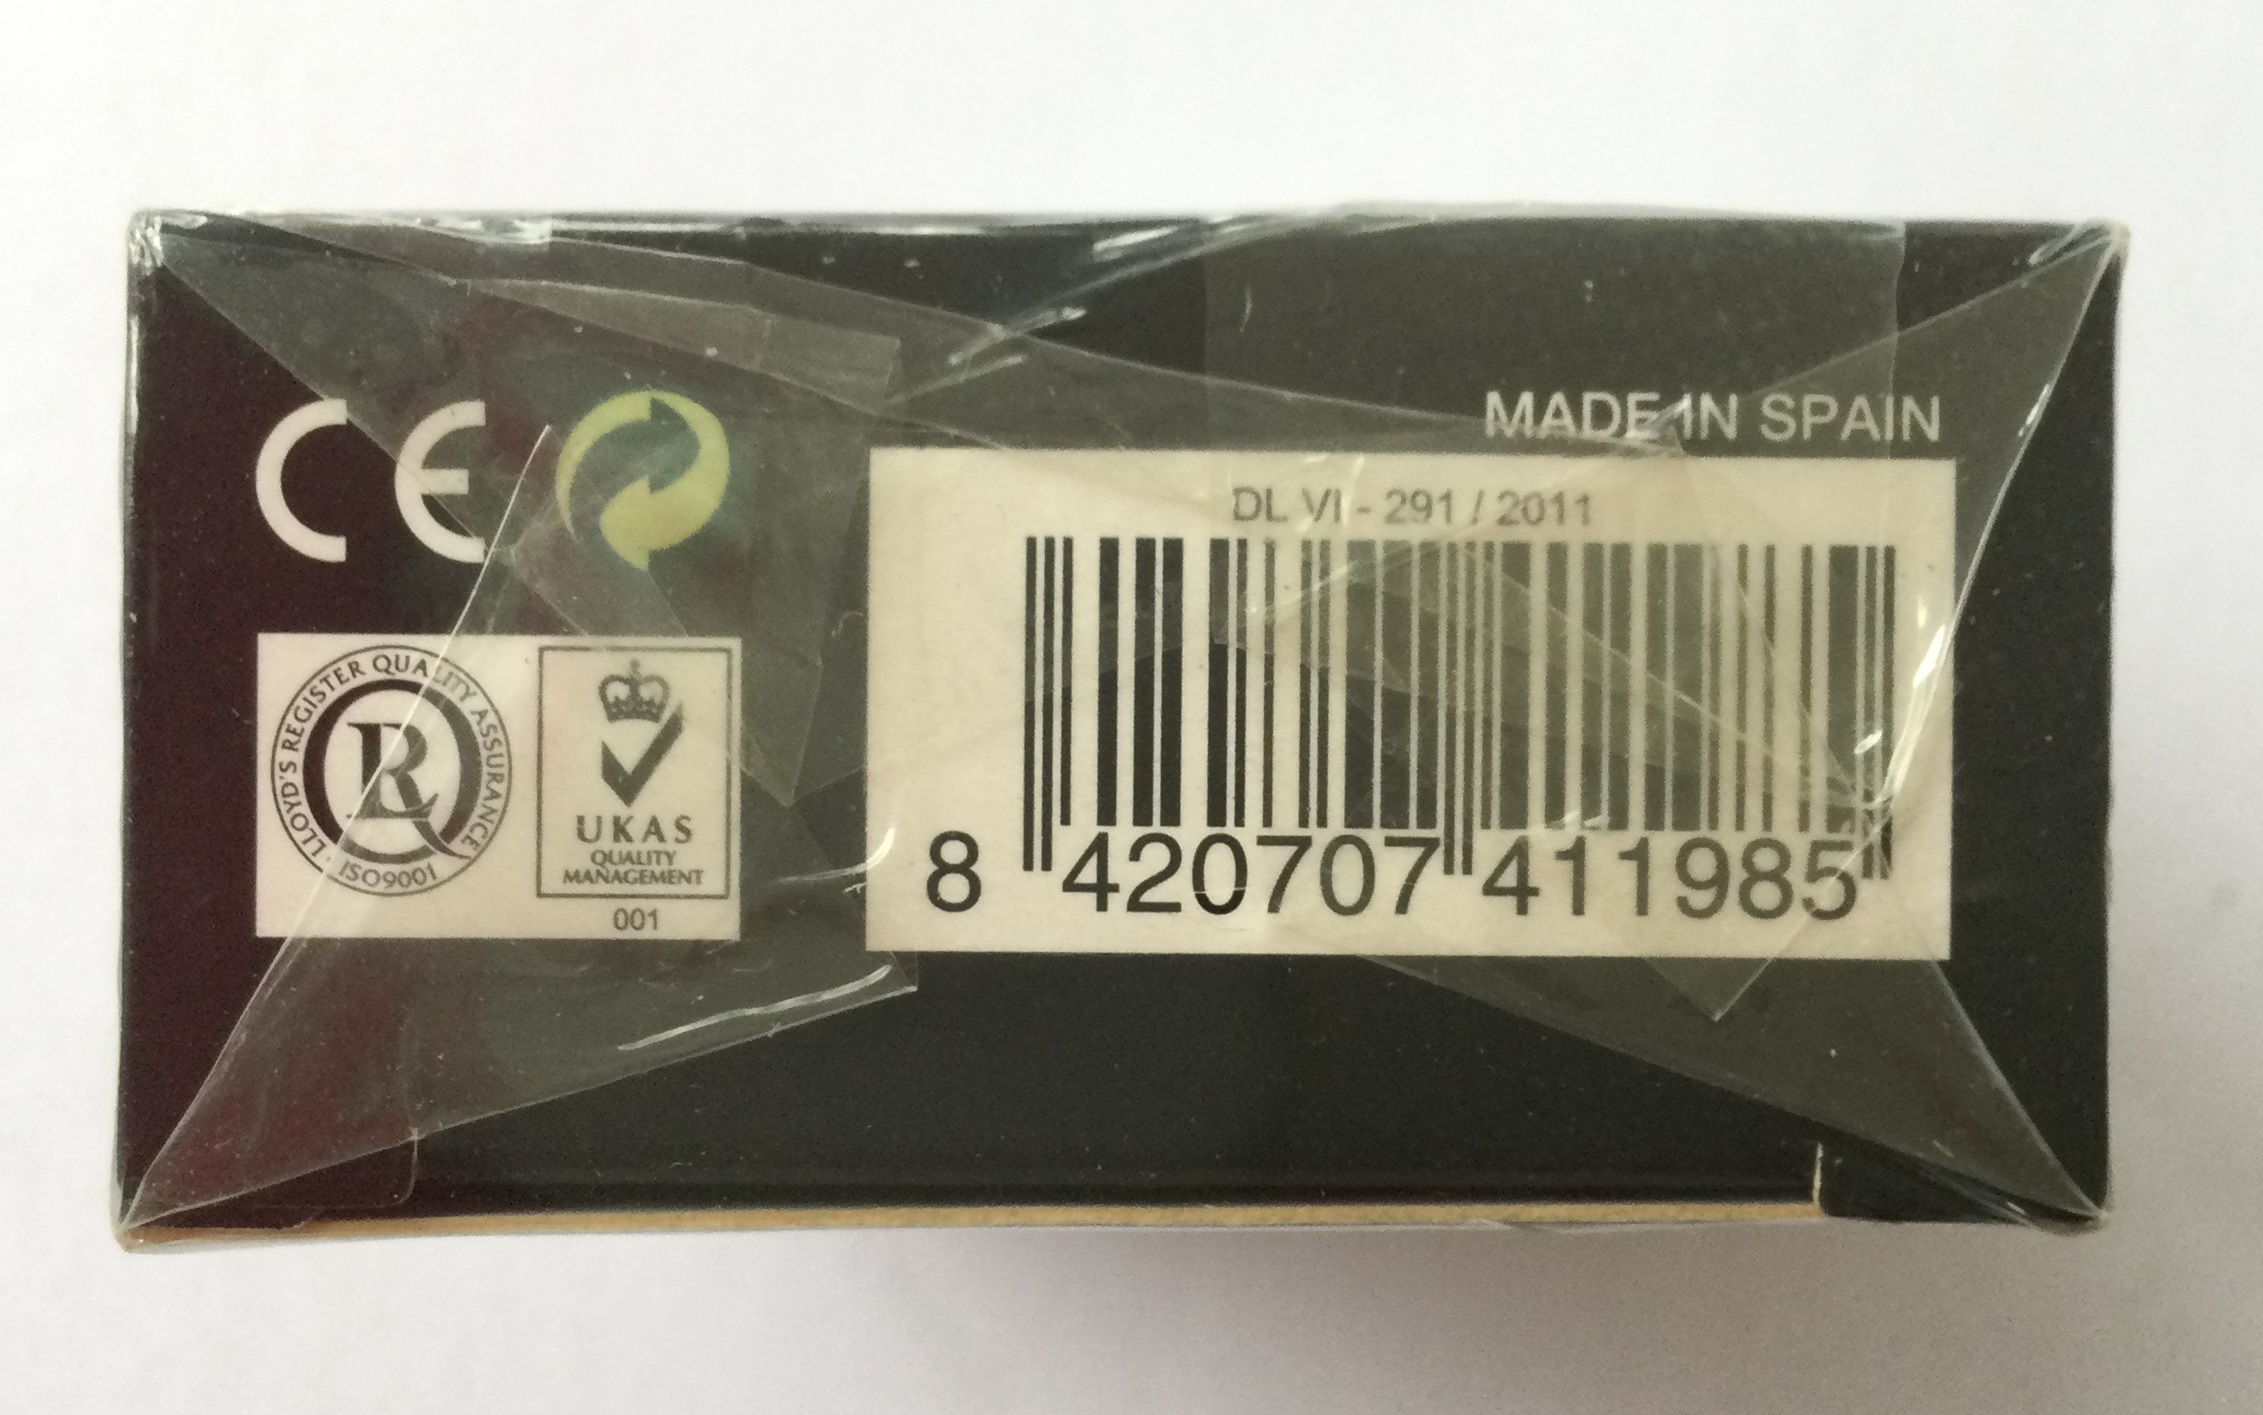 CE
MADE IN SPAIN
DL VI - 291 / 2011
8 420707 411985
LLOYD'S REGISTER QUALITY ASSURANCE
LRQ
ISO9001
UKAS
QUALITY
MANAGEMENT
001